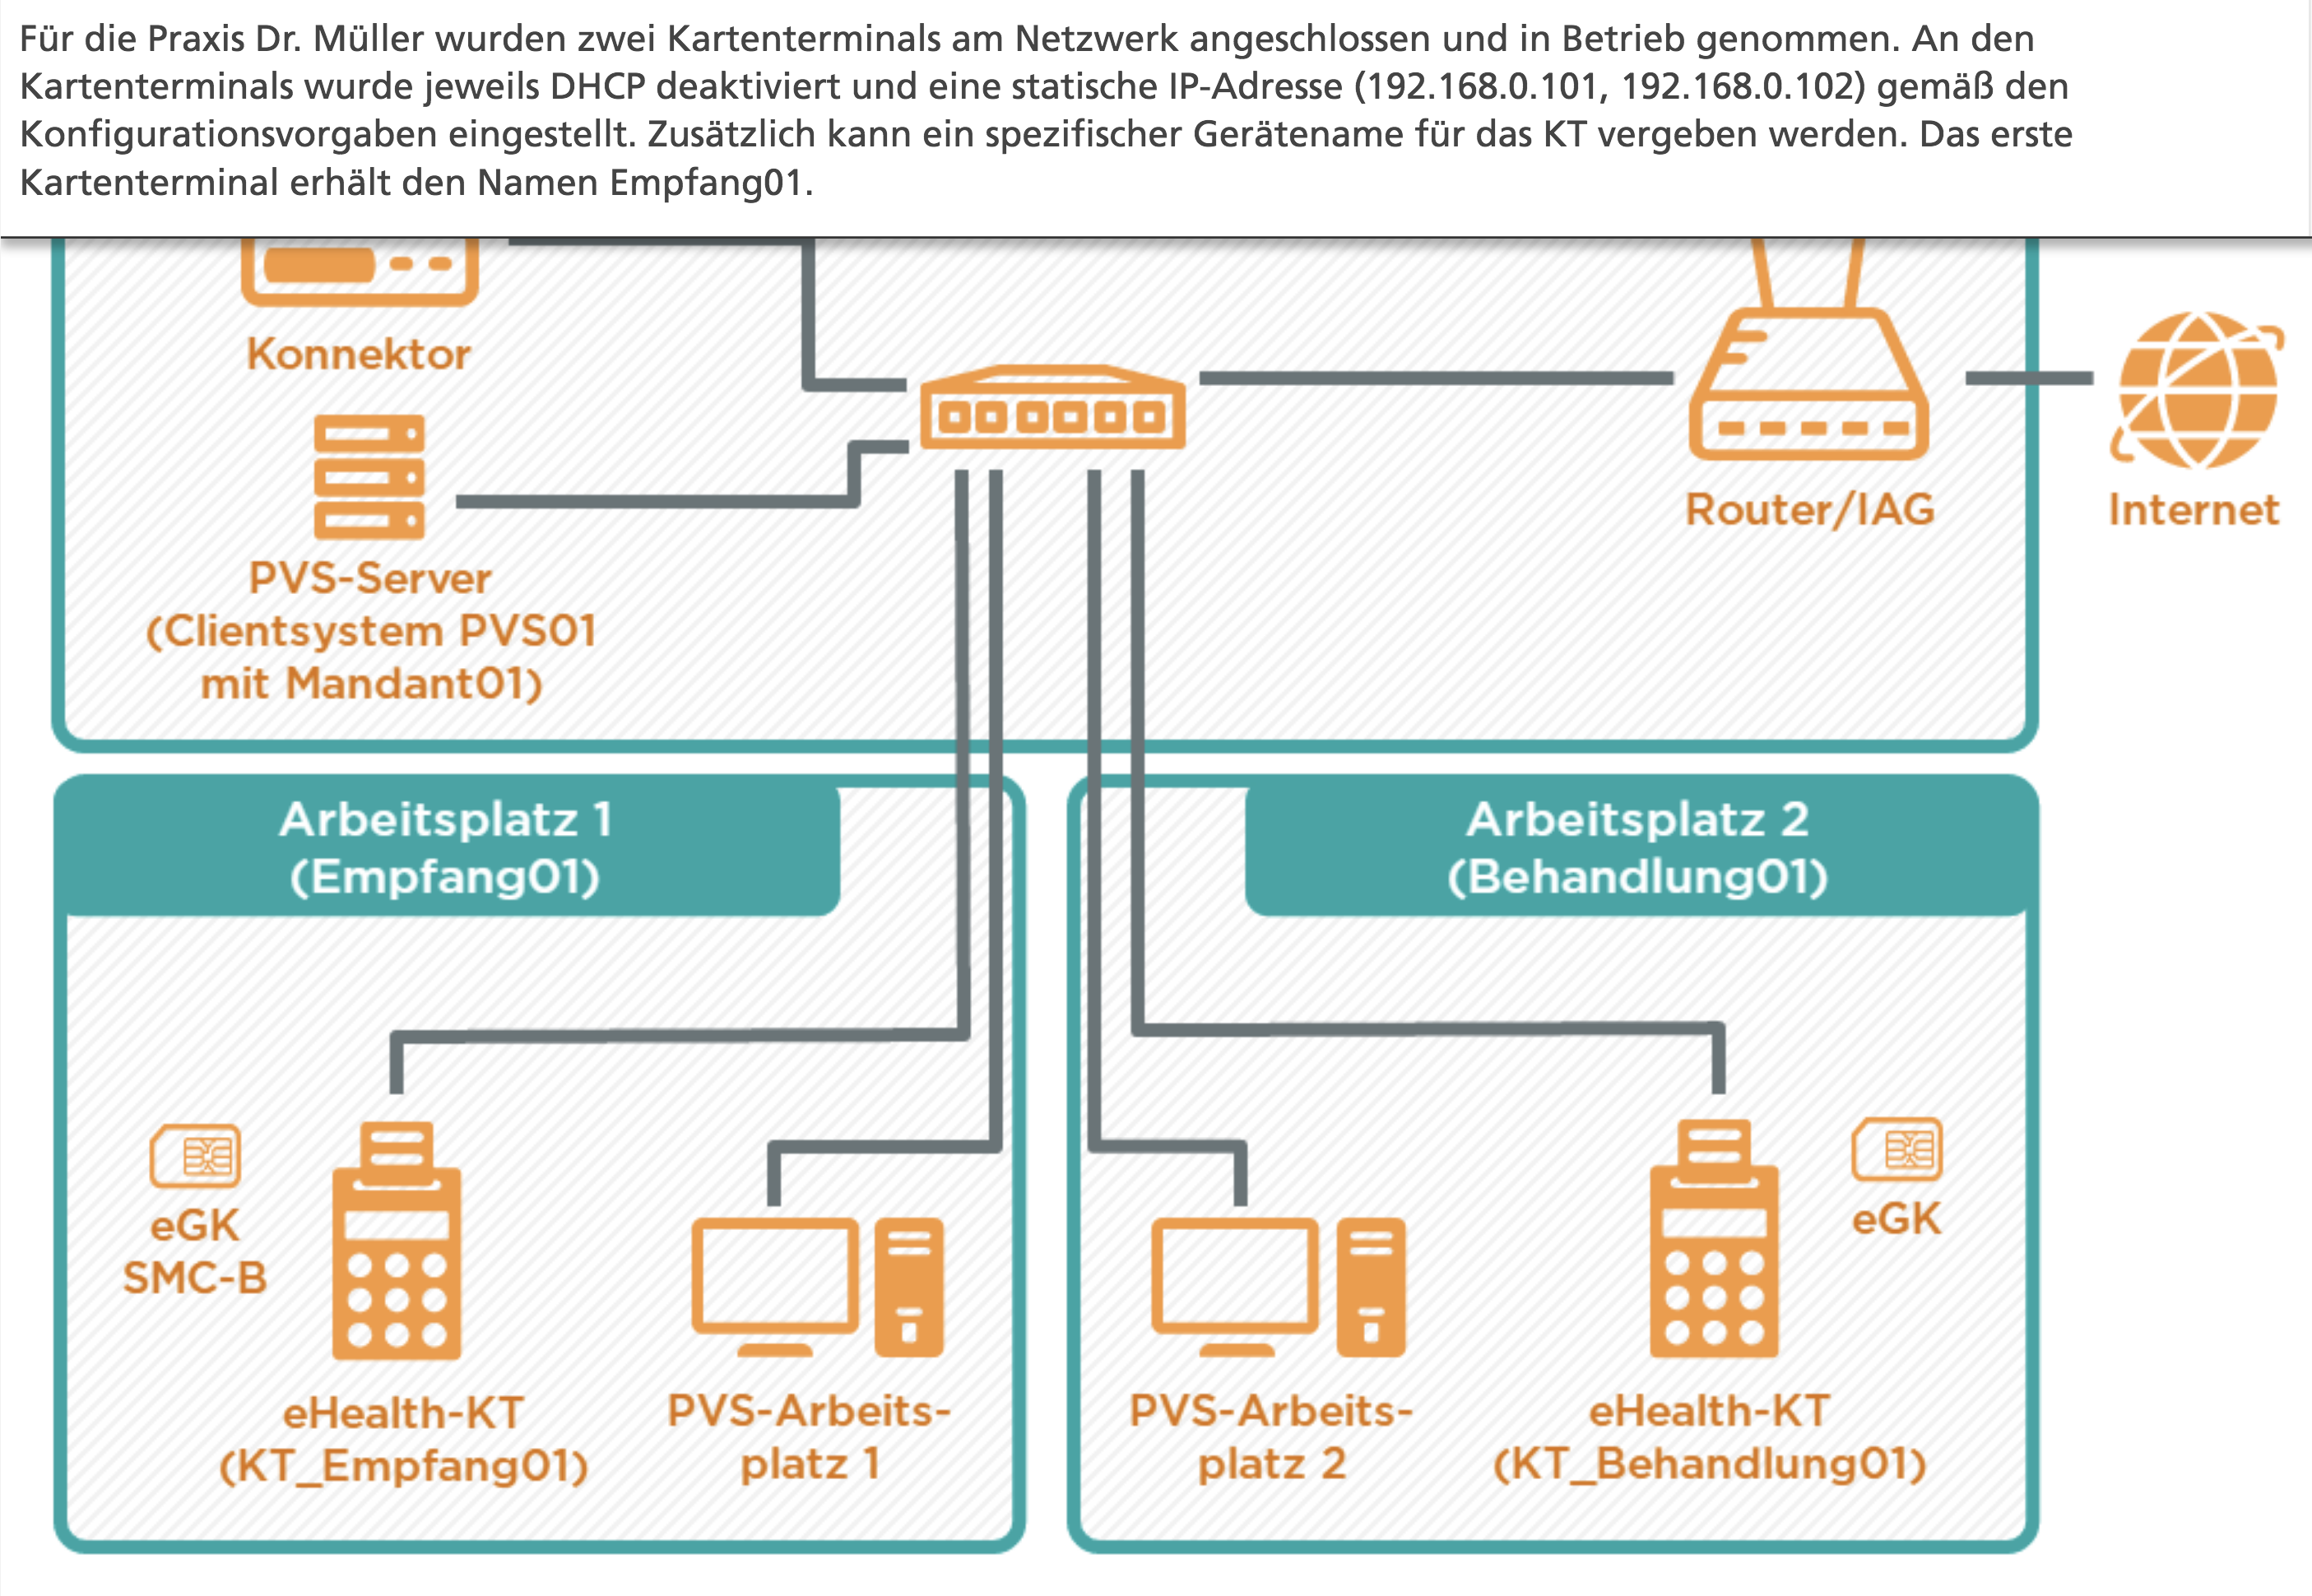 Für die Praxis Dr. Müller wurden zwei Kartenterminals am Netzwerk angeschlossen und in Betrieb genommen. An den
Kartenterminals wurde jeweils DHCP deaktiviert und eine statische IP-Adresse (192.168.0.101, 192.168.0.102) gemäß den
Konfigurationsvorgaben eingestellt. Zusätzlich kann ein spezifischer Gerätename für das KT vergeben werden. Das erste
Kartenterminal erhält den Namen Empfang01.
Konnektor
Router/IAG
Internet
PVS-Server
(Clientsystem PVS01
mit Mandant01)
Arbeitsplatz 1
(Empfang01)
Arbeitsplatz 2
(Behandlung01)
eGK
SMC-B
eHealth-KT
(KT_Empfang01)
PVS-Arbeits-
platz 1
PVS-Arbeits-
platz 2
eHealth-KT
(KT_Behandlung01)
eGK